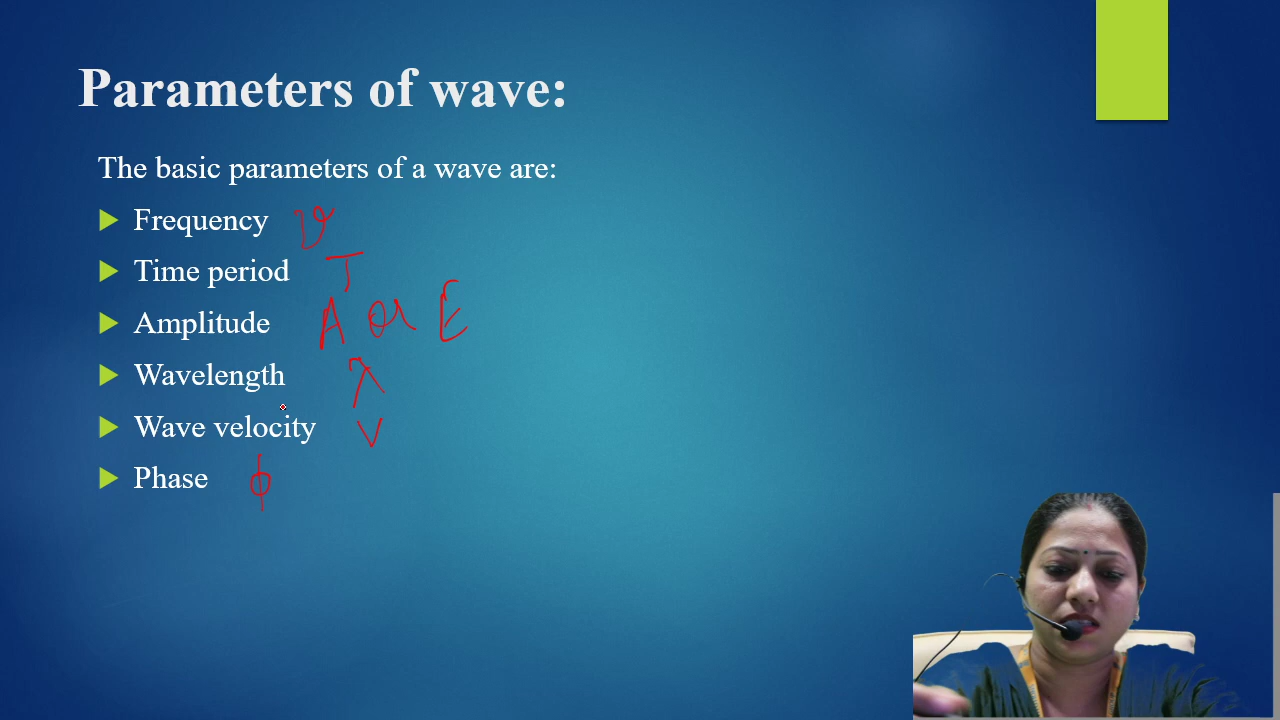 Parameters of wave:
The basic parameters of a wave are:
Frequency ϑ
Time period T
Amplitude A or E
Wavelength λ
Wave velocity v
Phase ϕ